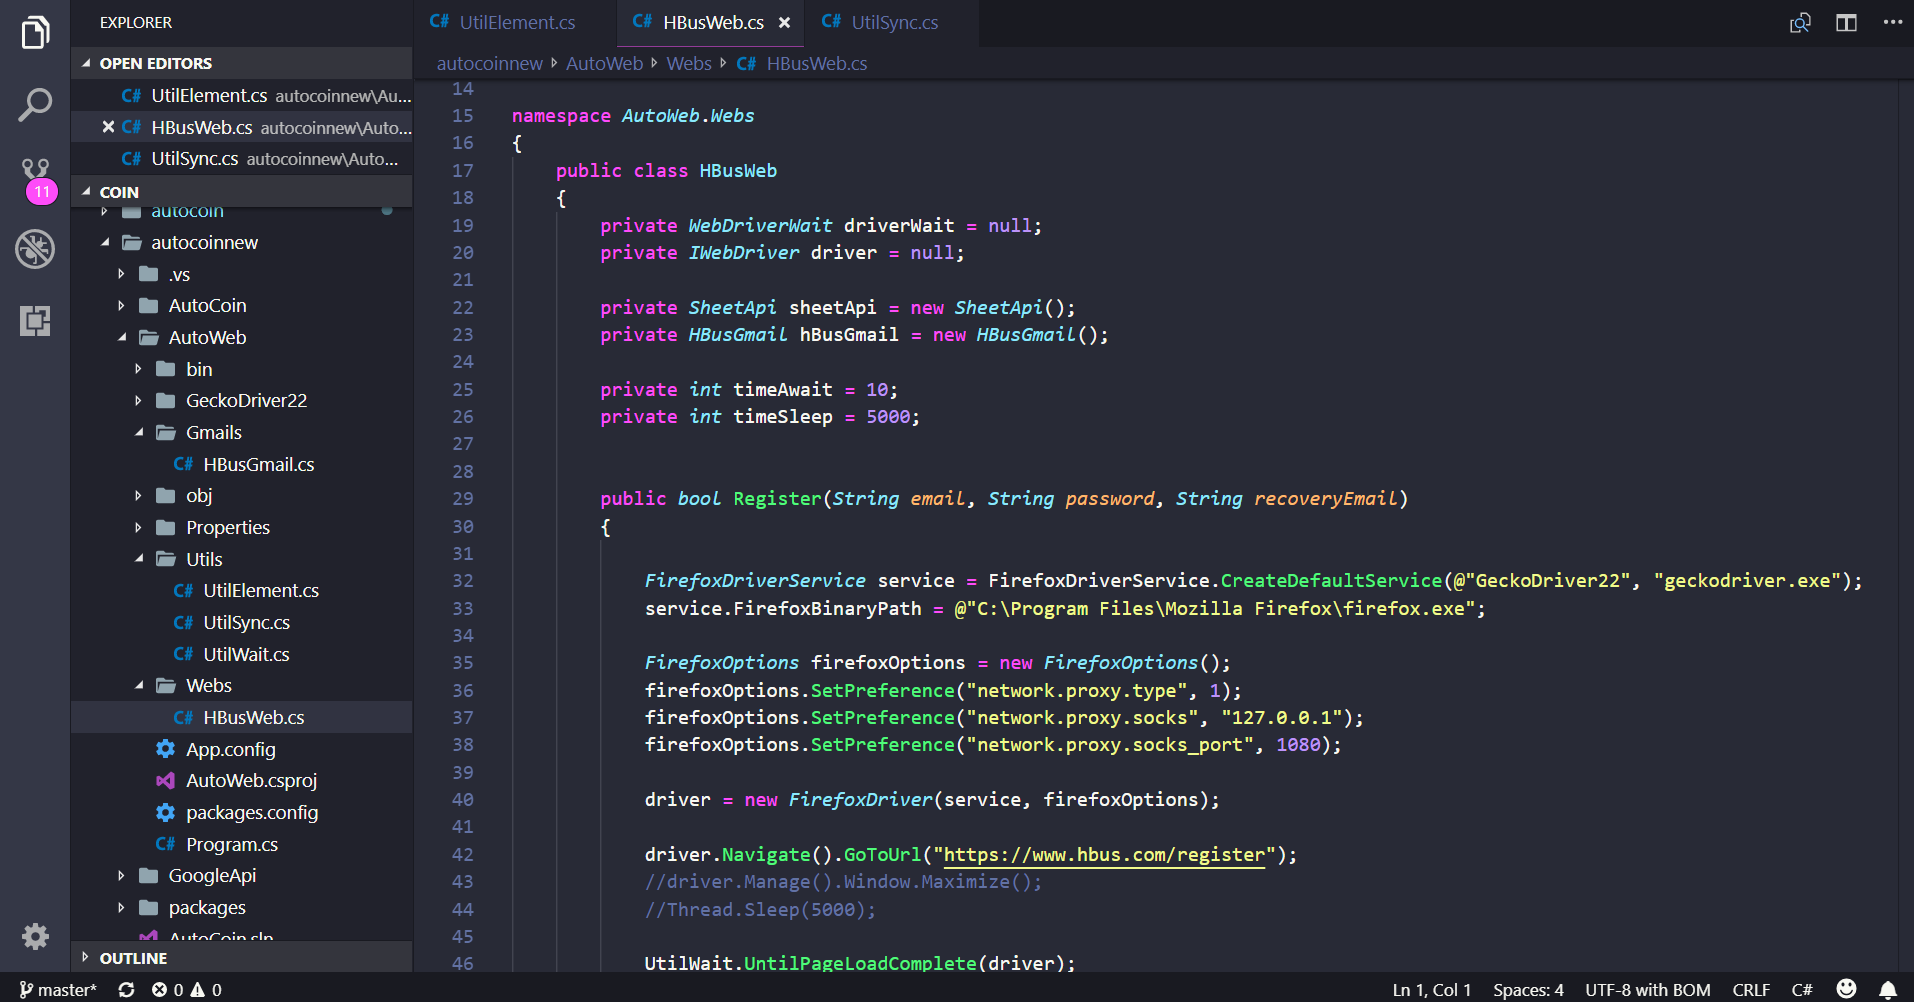 EXPLORER
OPEN EDITORS
C# UtilElement.cs autocoinnew\Au...
C# HBusWeb.cs autocoinnew\Auto...
C# UtilSync.cs autocoinnew\Auto...
11
COIN
autocoin
autocoinnew
.vs
AutoCoin
AutoWeb
bin
GeckoDriver22
Gmails
C# HBusGmail.cs
obj
Properties
Utils
C# UtilElement.cs
C# UtilSync.cs
C# UtilWait.cs
Webs
C# HBusWeb.cs
App.config
AutoWeb.csproj
packages.config
C# Program.cs
GoogleApi
packages
AutoCoin.sln
OUTLINE
C# UtilElement.cs C# HBusWeb.cs C# UtilSync.cs
autocoinnew AutoWeb Webs C# HBusWeb.cs
14
15 namespace AutoWeb.Webs
16 {
17 public class HBusWeb
18 {
19 private WebDriverWait driverWait = null;
20 private IWebDriver driver = null;
21
22 private SheetApi sheetApi = new SheetApi();
23 private HBusGmail hBusGmail = new HBusGmail();
24
25 private int timeAwait = 10;
26 private int timeSleep = 5000;
27
28
29 public bool Register(String email, String password, String recoveryEmail)
30 {
31
32 FirefoxDriverService service = FirefoxDriverService.CreateDefaultService(@"GeckoDriver22", "geckodriver.exe");
33 service.FirefoxBinaryPath = @"C:\Program Files\Mozilla Firefox\firefox.exe";
34
35 FirefoxOptions firefoxOptions = new FirefoxOptions();
36 firefoxOptions.SetPreference("network.proxy.type", 1);
37 firefoxOptions.SetPreference("network.proxy.socks", "127.0.0.1");
38 firefoxOptions.SetPreference("network.proxy.socks_port", 1080);
39
40 driver = new FirefoxDriver(service, firefoxOptions);
41
42 driver.Navigate().GoToUrl("https://www.hbus.com/register");
43 //driver.Manage().Window.Maximize();
44 //Thread.Sleep(5000);
45
46 UtilWait.UntilPageLoadComplete(driver);
master* 0 0 Ln 1, Col 1 Spaces: 4 UTF-8 with BOM CRLF C#